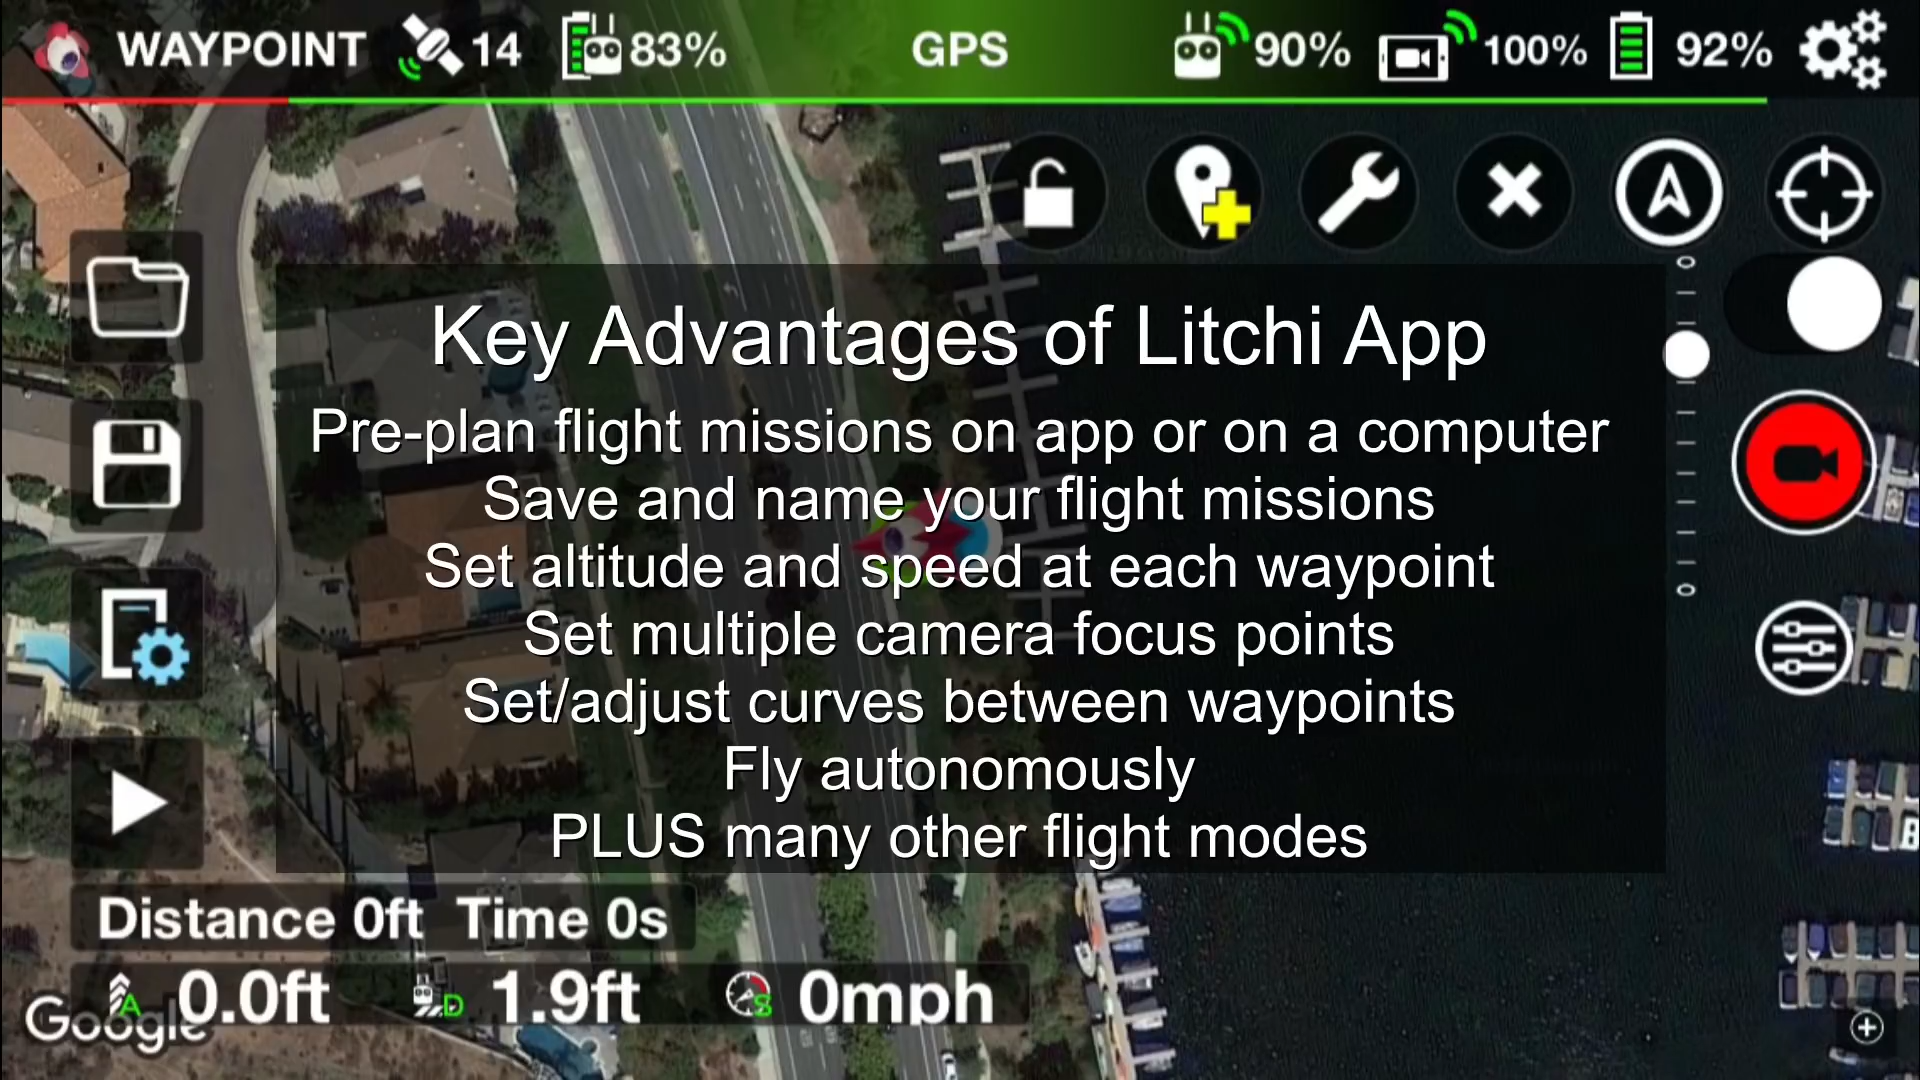 WAYPOINT 14 83% GPS 90% 100% 92%
Key Advantages of Litchi App
Pre-plan flight missions on app or on a computer
Save and name your flight missions
Set altitude and speed at each waypoint
Set multiple camera focus points
Set/adjust curves between waypoints
Fly autonomously
PLUS many other flight modes
Distance 0ft Time 0s
A 0.0ft D 1.9ft S 0mph
Google